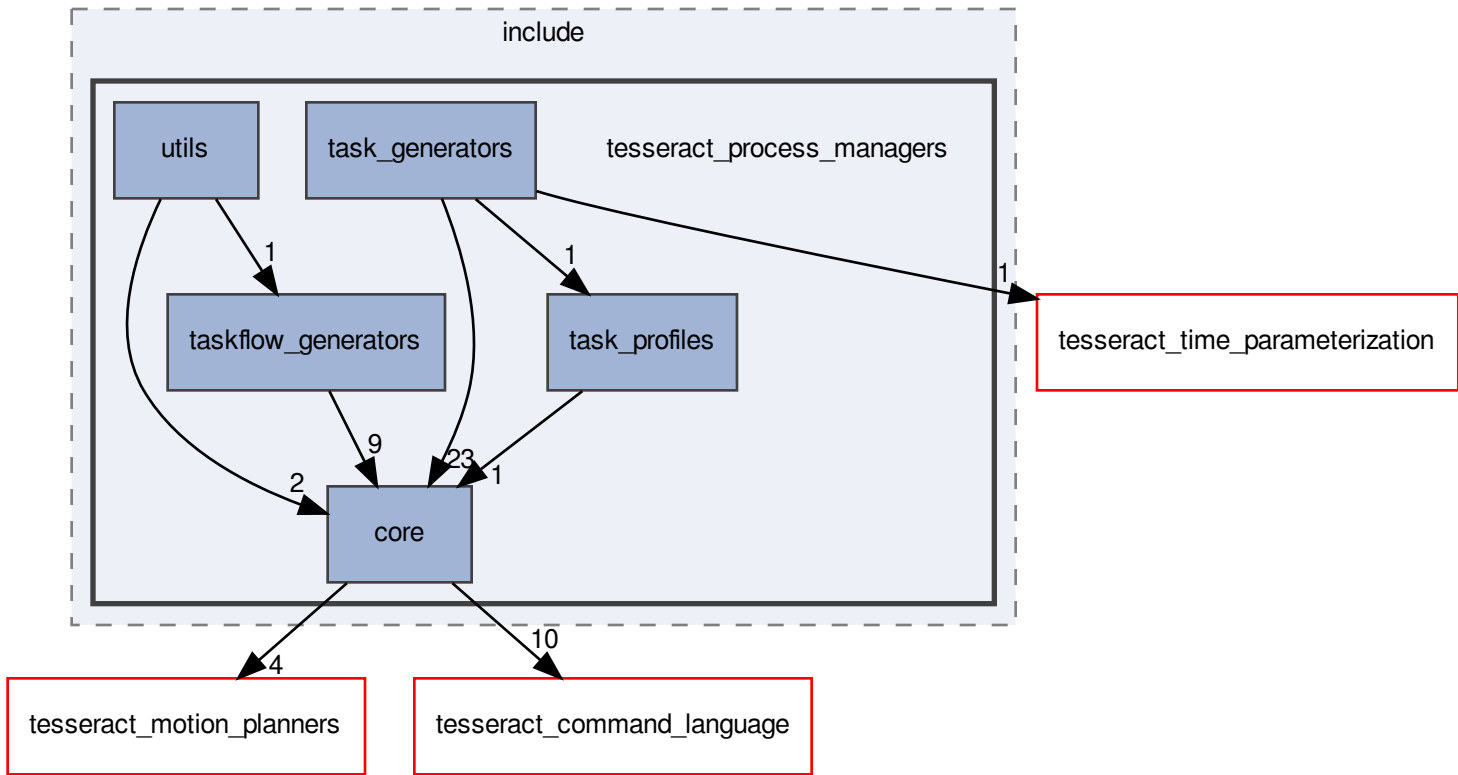 include
utils
task_generators
tesseract_process_managers
1
1
1
taskflow_generators
task_profiles
tesseract_time_parameterization
9
23
1
2
core
10
4
tesseract_motion_planners
tesseract_command_language